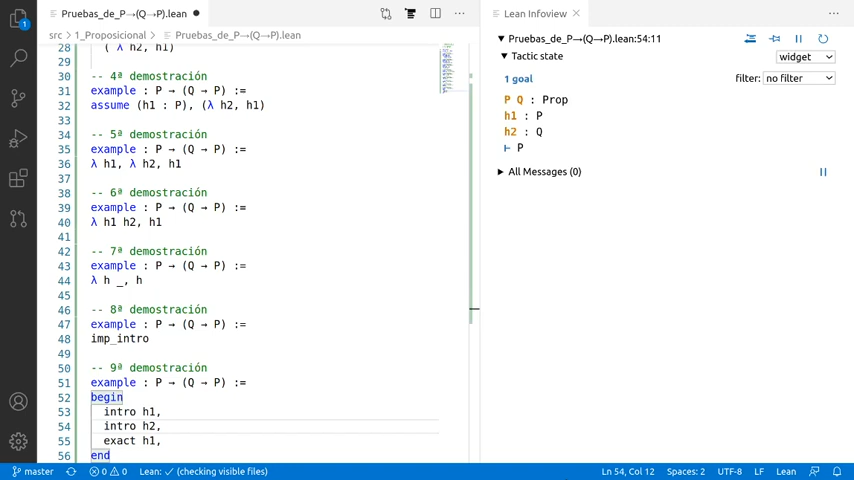 Pruebas_de_P→(Q→P).lean ●
Lean Infoview ×
src > 1_Proposicional > Pruebas_de_P→(Q→P).lean
28 ( λ h2, h1)
29
30 -- 4ª demostración
31 example : P → (Q → P) :=
32 assume (h1 : P), (λ h2, h1)
33
34 -- 5ª demostración
35 example : P → (Q → P) :=
36 λ h1, λ h2, h1
37
38 -- 6ª demostración
39 example : P → (Q → P) :=
40 λ h1 h2, h1
41
42 -- 7ª demostración
43 example : P → (Q → P) :=
44 λ h _, h
45
46 -- 8ª demostración
47 example : P → (Q → P) :=
48 imp_intro
49
50 -- 9ª demostración
51 example : P → (Q → P) :=
52 begin
53 intro h1,
54 intro h2,
55 exact h1,
56 end
Pruebas_de_P→(Q→P).lean:54:11
Tactic state
widget
1 goal
filter: no filter
P Q : Prop
h1 : P
h2 : Q
⊢ P
All Messages (0)
1
master
0 0 Lean: ✓ (checking visible files)
Ln 54, Col 12 Spaces: 2 UTF-8 LF Lean